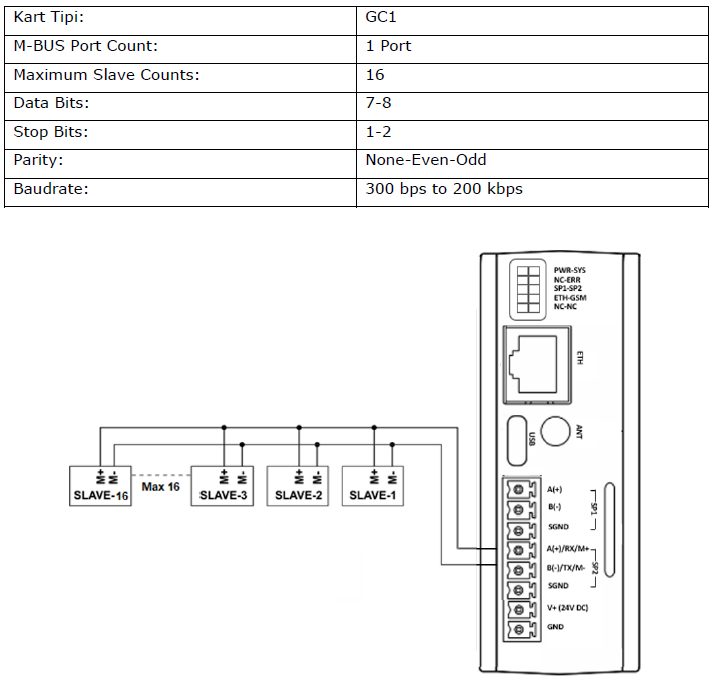 Kart Tipi: GC1
M-BUS Port Count: 1 Port
Maximum Slave Counts: 16
Data Bits: 7-8
Stop Bits: 1-2
Parity: None-Even-Odd
Baudrate: 300 bps to 200 kbps
PWR-SYS
NC-ERR
SP1-SP2
ETH-GSM
NC-NC
ETH
ANT
USB
M+ M- M+ M- M+ M- M+ M-
Max 16
SLAVE-16 SLAVE-3 SLAVE-2 SLAVE-1
A(+)
B(-)
SP1
SGND
A(+)/RX/M+
B(-)/TX/M-
SP2
SGND
V+ (24V DC)
GND